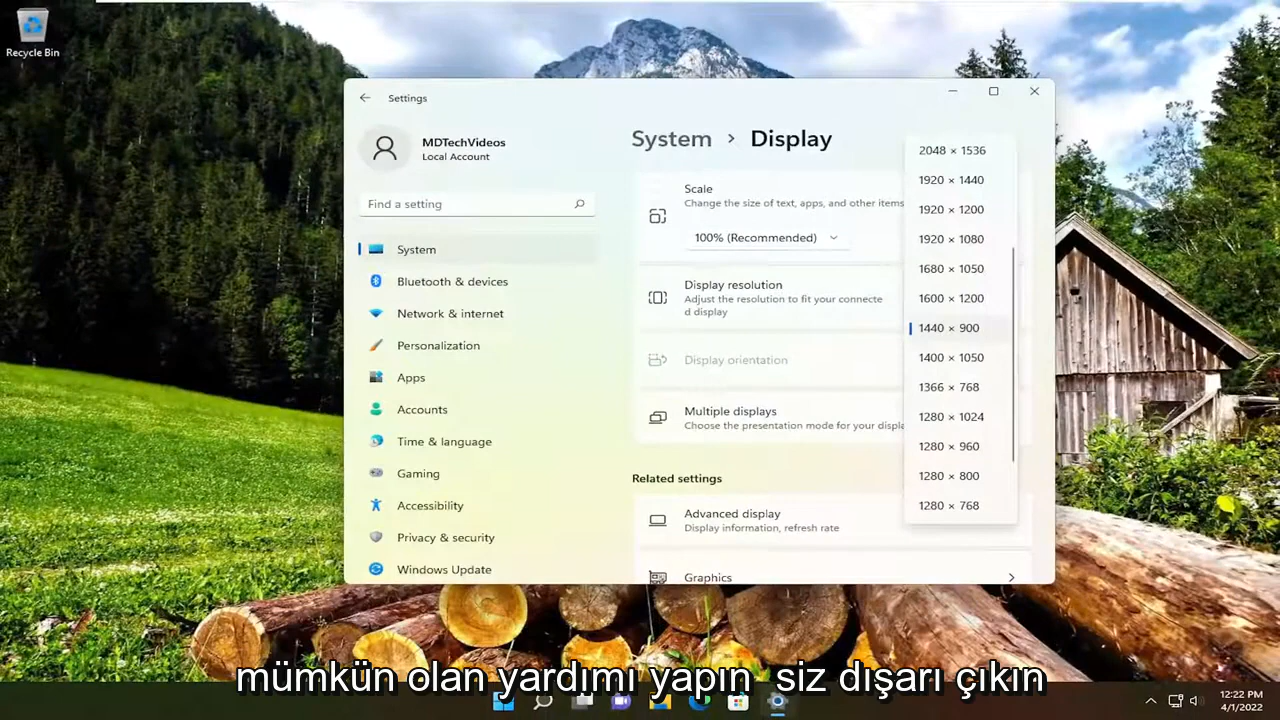 Recycle Bin
Settings
MDTechVideos
Local Account
Find a setting
System
Bluetooth & devices
Network & internet
Personalization
Apps
Accounts
Time & language
Gaming
Accessibility
Privacy & security
Windows Update
System > Display
Scale
Change the size of text, apps, and other items
100% (Recommended)
Display resolution
Adjust the resolution to fit your connecte
d display
Display orientation
Multiple displays
Choose the presentation mode for your displa
Related settings
Advanced display
Display information, refresh rate
Graphics
2048 × 1536
1920 × 1440
1920 × 1200
1920 × 1080
1680 × 1050
1600 × 1200
1440 × 900
1400 × 1050
1366 × 768
1280 × 1024
1280 × 960
1280 × 800
1280 × 768
mümkün olan yardımı yapın siz dışarı çıkın
12:22 PM
4/1/2022